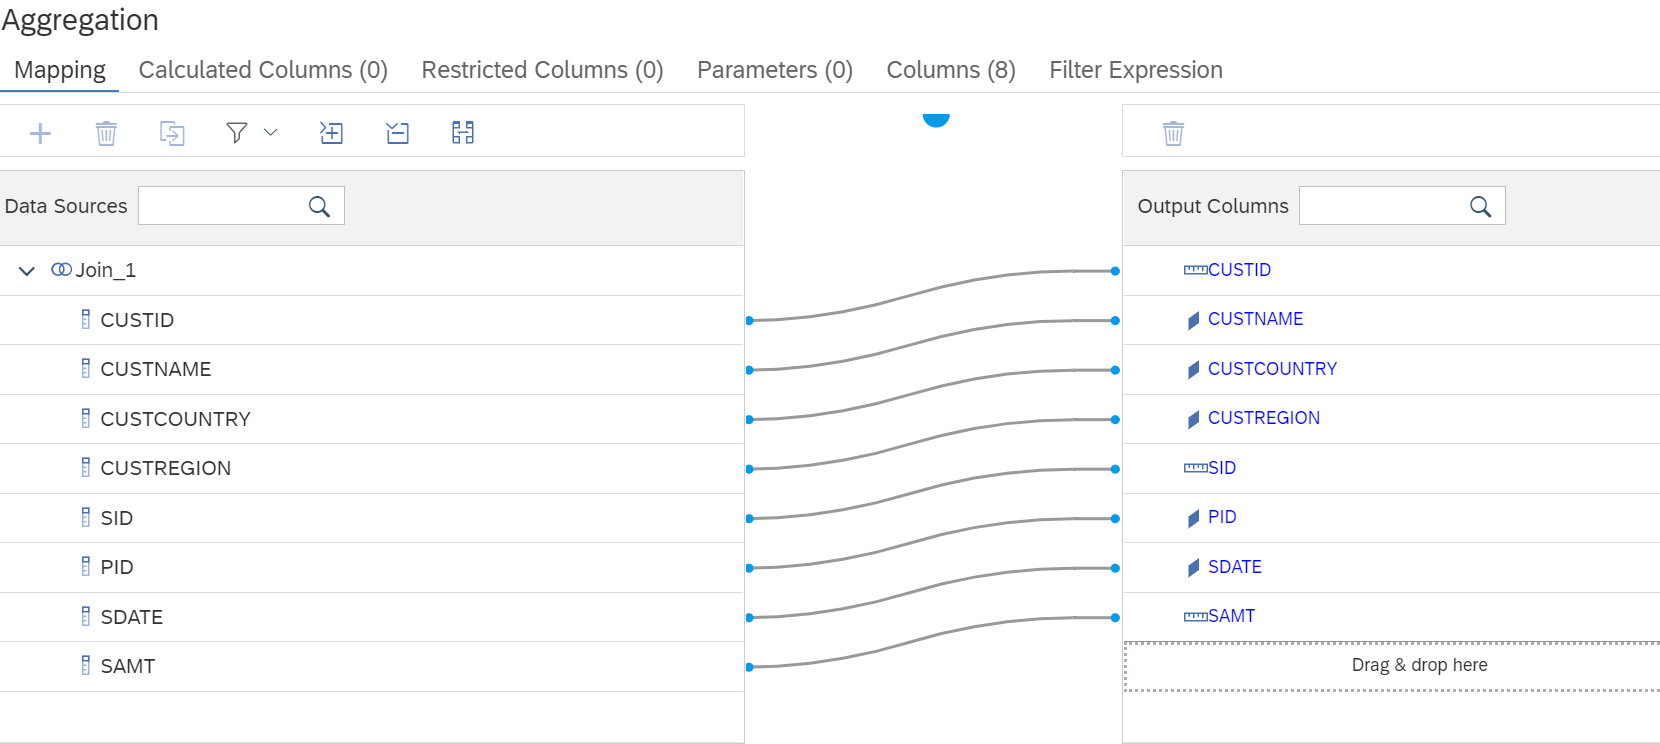 Aggregation
Mapping Calculated Columns (0) Restricted Columns (0) Parameters (0) Columns (8) Filter Expression
Data Sources
Output Columns
Join_1
CUSTID
CUSTNAME
CUSTCOUNTRY
CUSTREGION
SID
PID
SDATE
SAMT
CUSTID
CUSTNAME
CUSTCOUNTRY
CUSTREGION
SID
PID
SDATE
SAMT
Drag & drop here